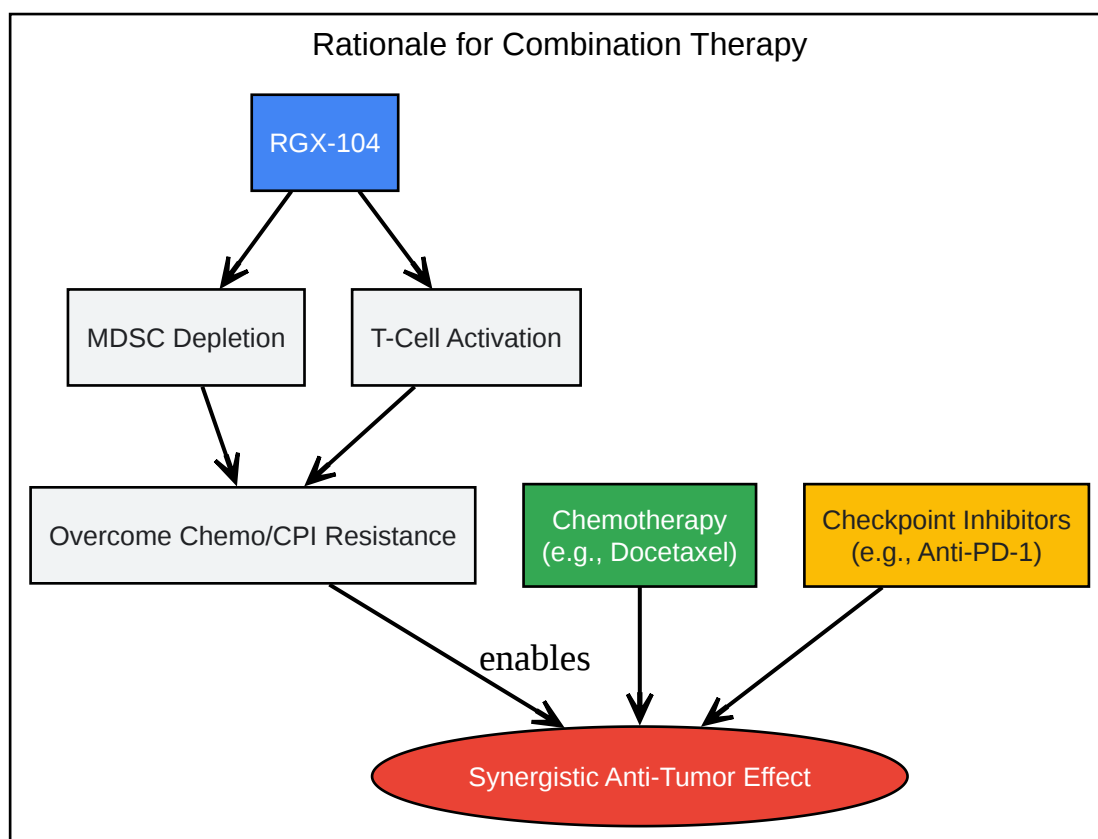 Rationale for Combination Therapy
RGX-104
MDSC Depletion
T-Cell Activation
Overcome Chemo/CPI Resistance
Chemotherapy
(e.g., Docetaxel)
Checkpoint Inhibitors
(e.g., Anti-PD-1)
enables
Synergistic Anti-Tumor Effect